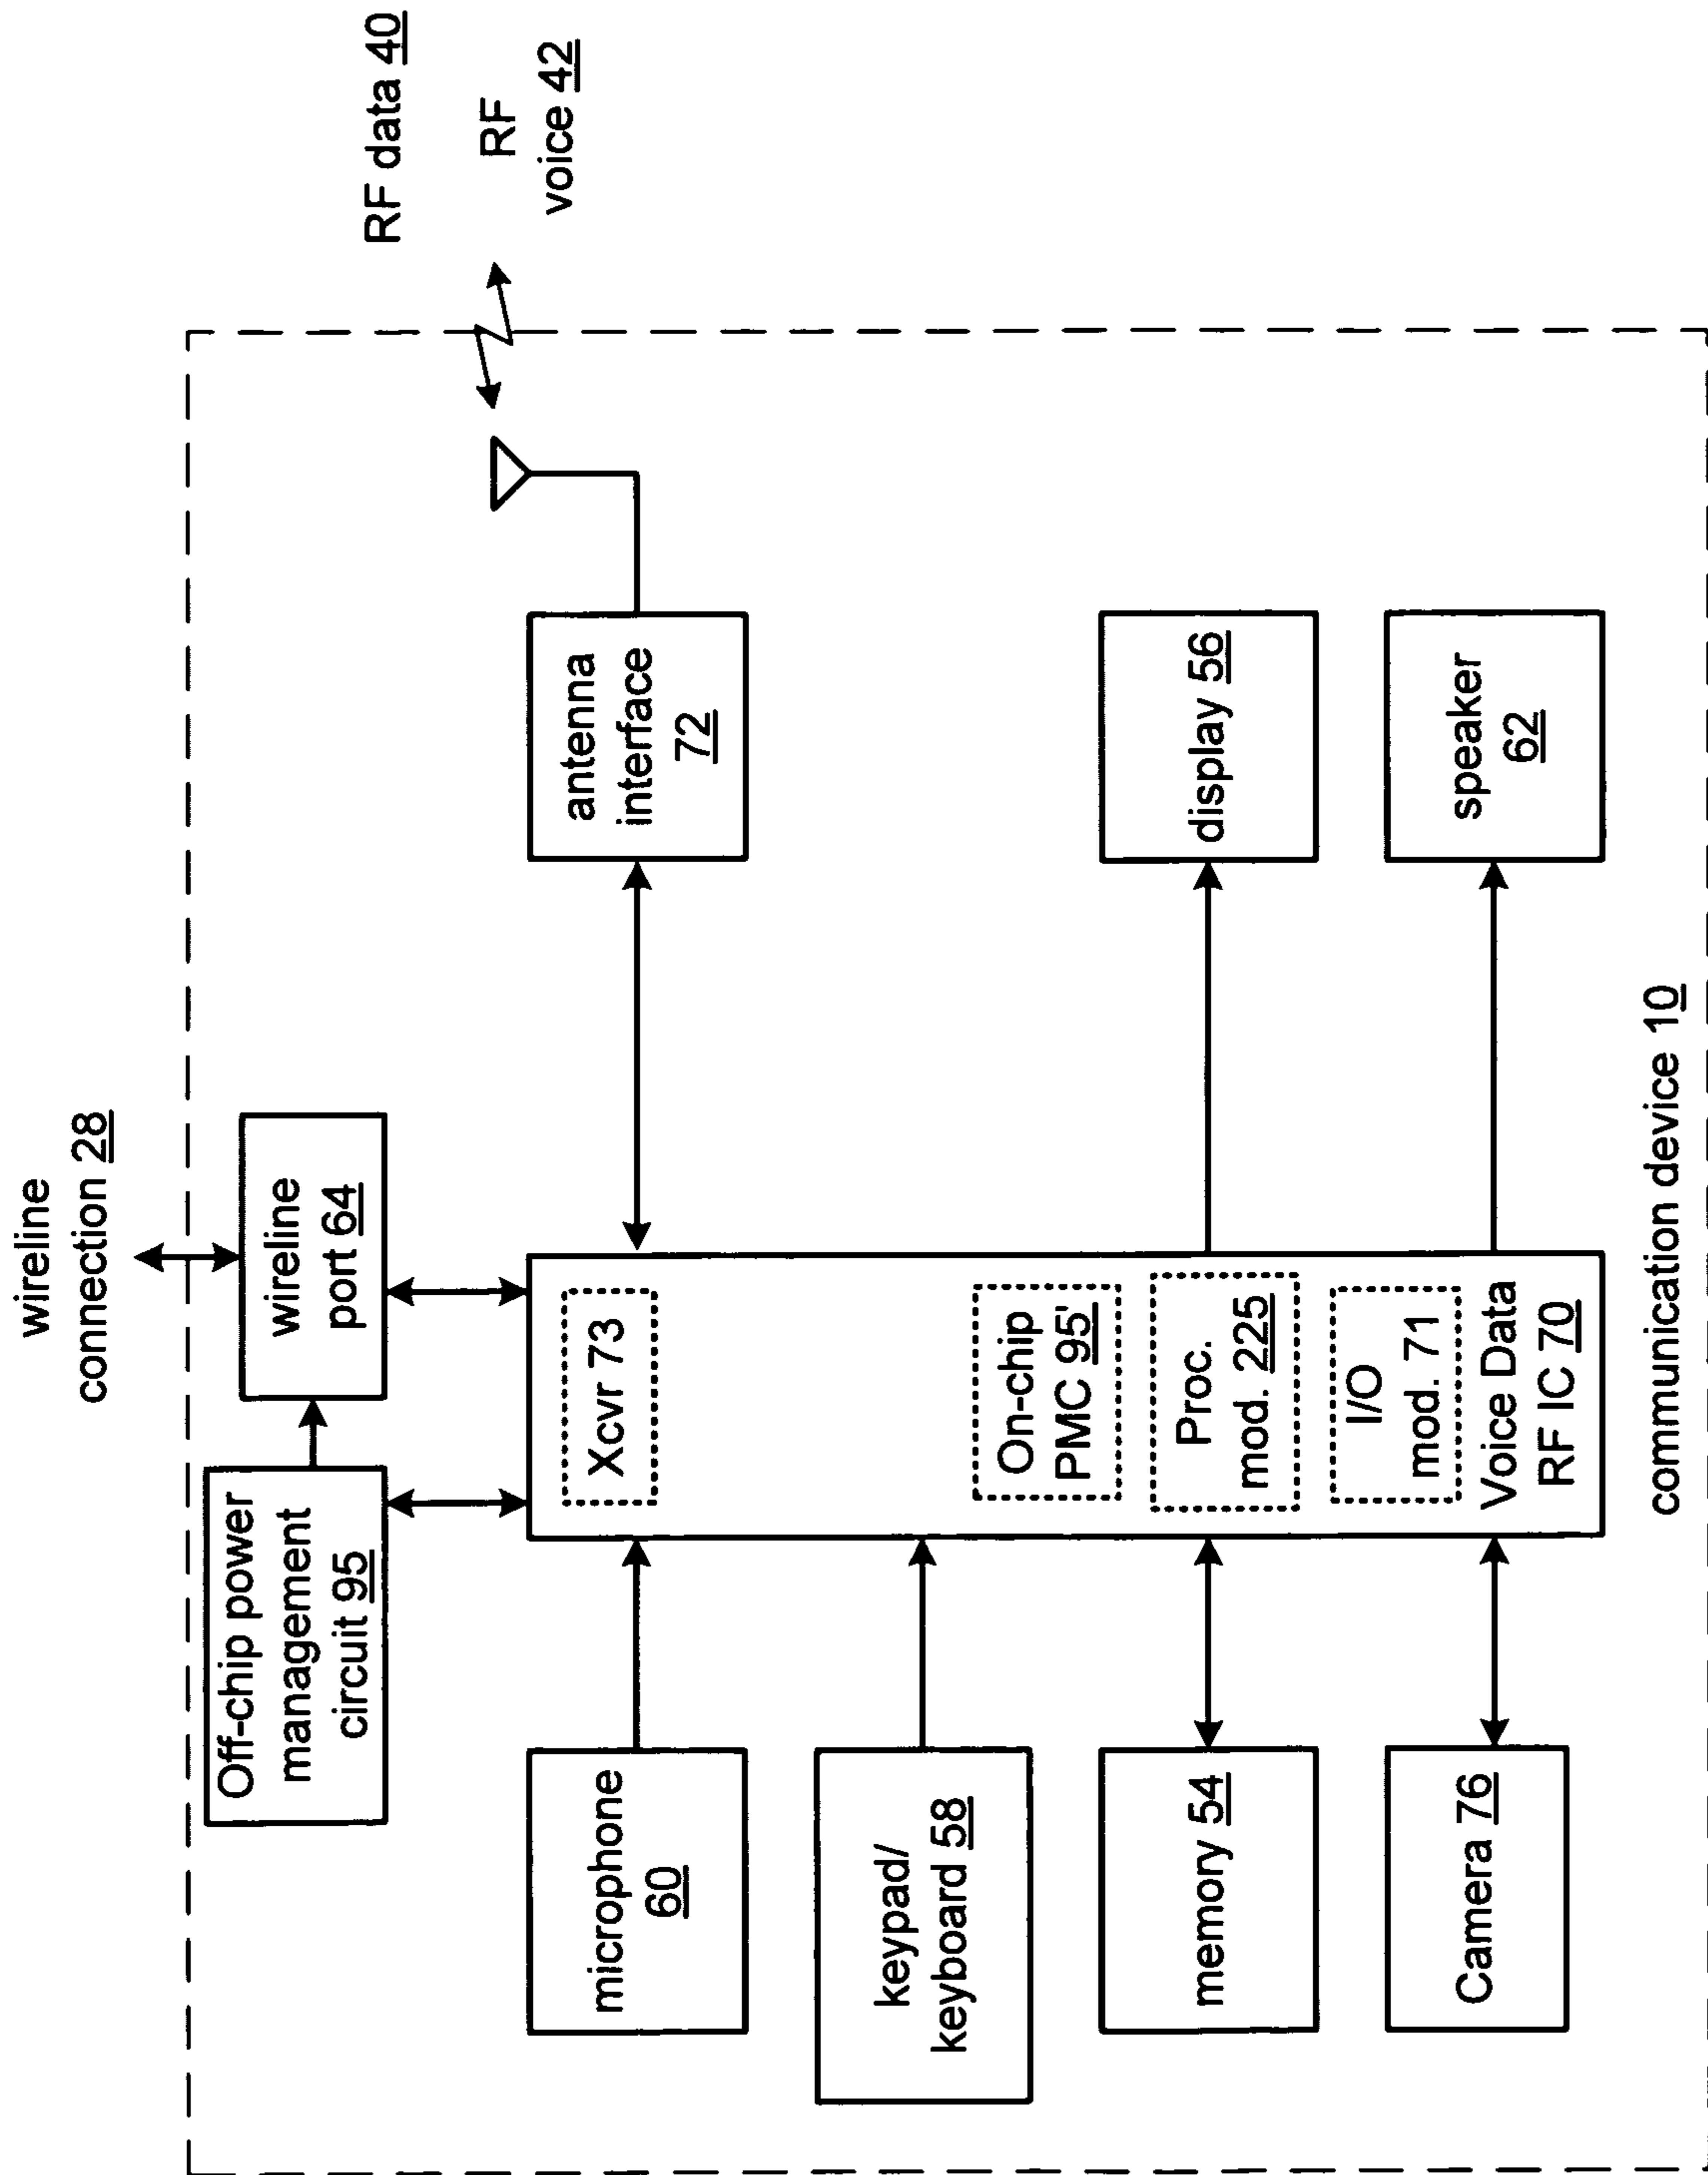 wireline
connection 28
RF data 40
RF
voice 42
Off-chip power
management
circuit 95
wireline
port 64
microphone
60
Xcvr 73
antenna
interface
72
keypad/
keyboard 58
On-chip
PMC 95'
memory 54
Proc.
mod. 225
display 56
Camera 76
I/O
mod. 71
Voice Data
RF IC 70
speaker
62
communication device 10